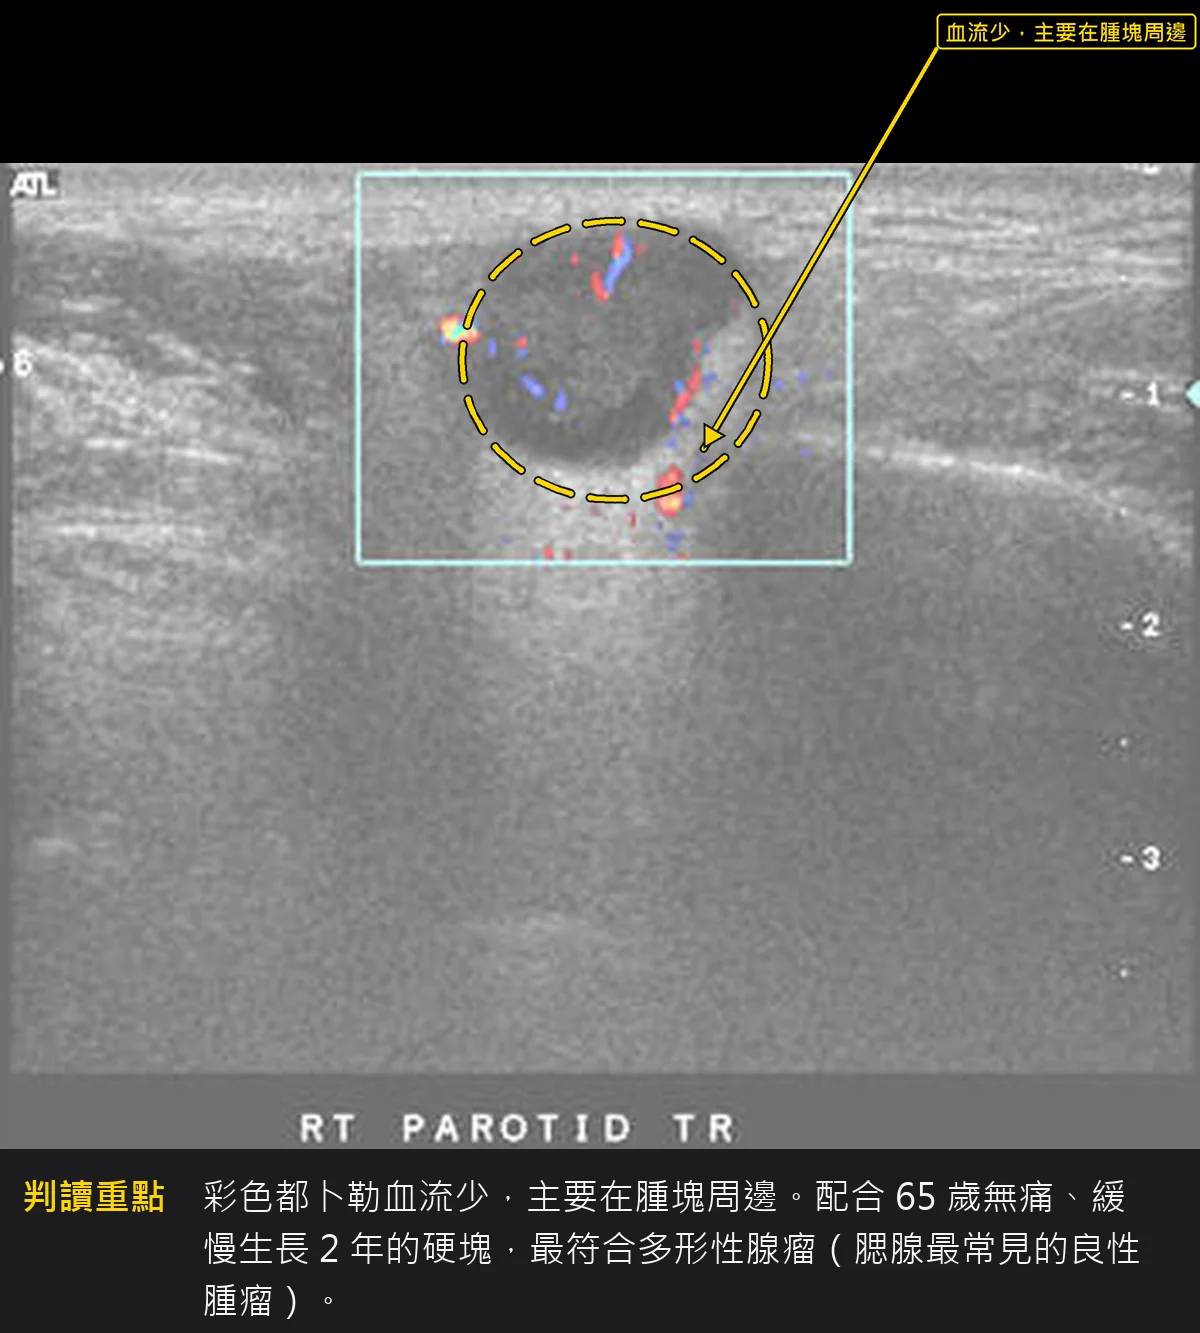 血流少，主要在腫塊周邊
ATL
6
- 1
- 2
- 3
RT PAROTID TR
判讀重點
彩色都卜勒血流少，主要在腫塊周邊。配合 65 歲無痛、緩
慢生長 2 年的硬塊，最符合多形性腺瘤（腮腺最常見的良性
腫瘤）。